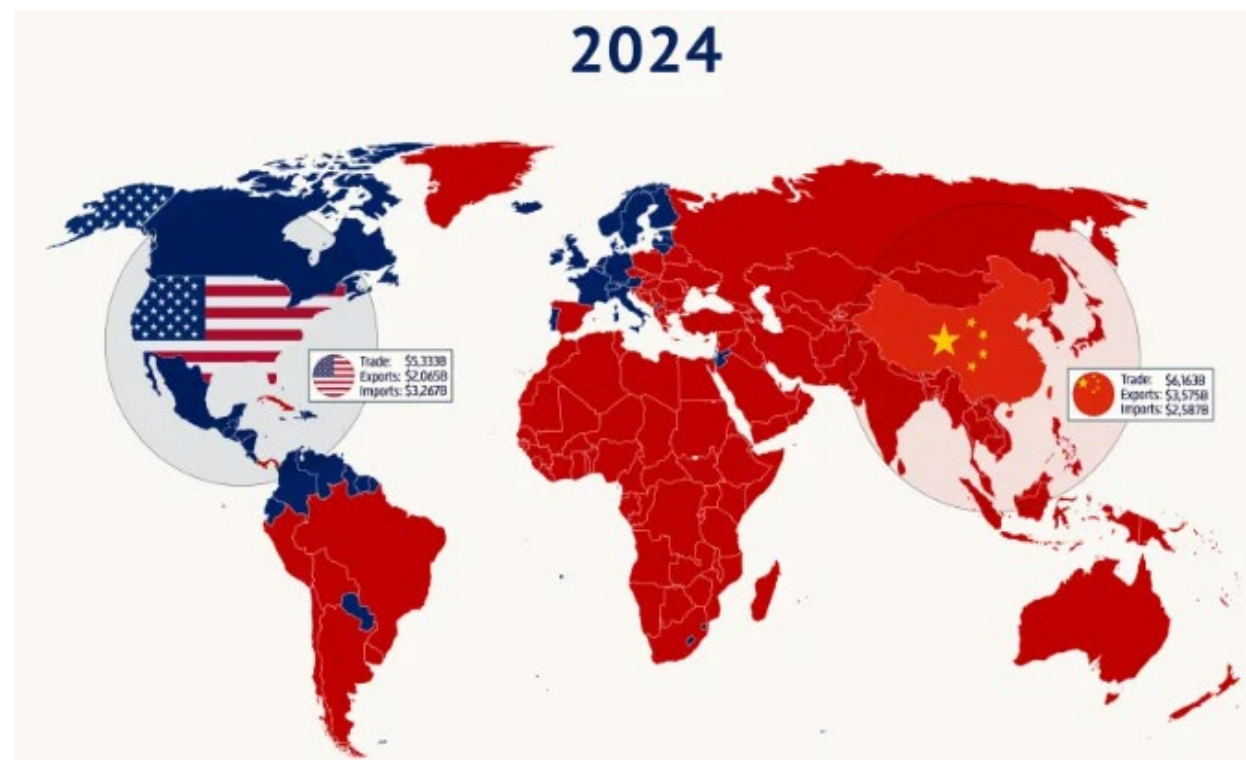 2024
Trade: $5,333B
Exports: $2,065B
Imports: $3,267B
Trade: $6,163B
Exports: $3,575B
Imports: $2,587B